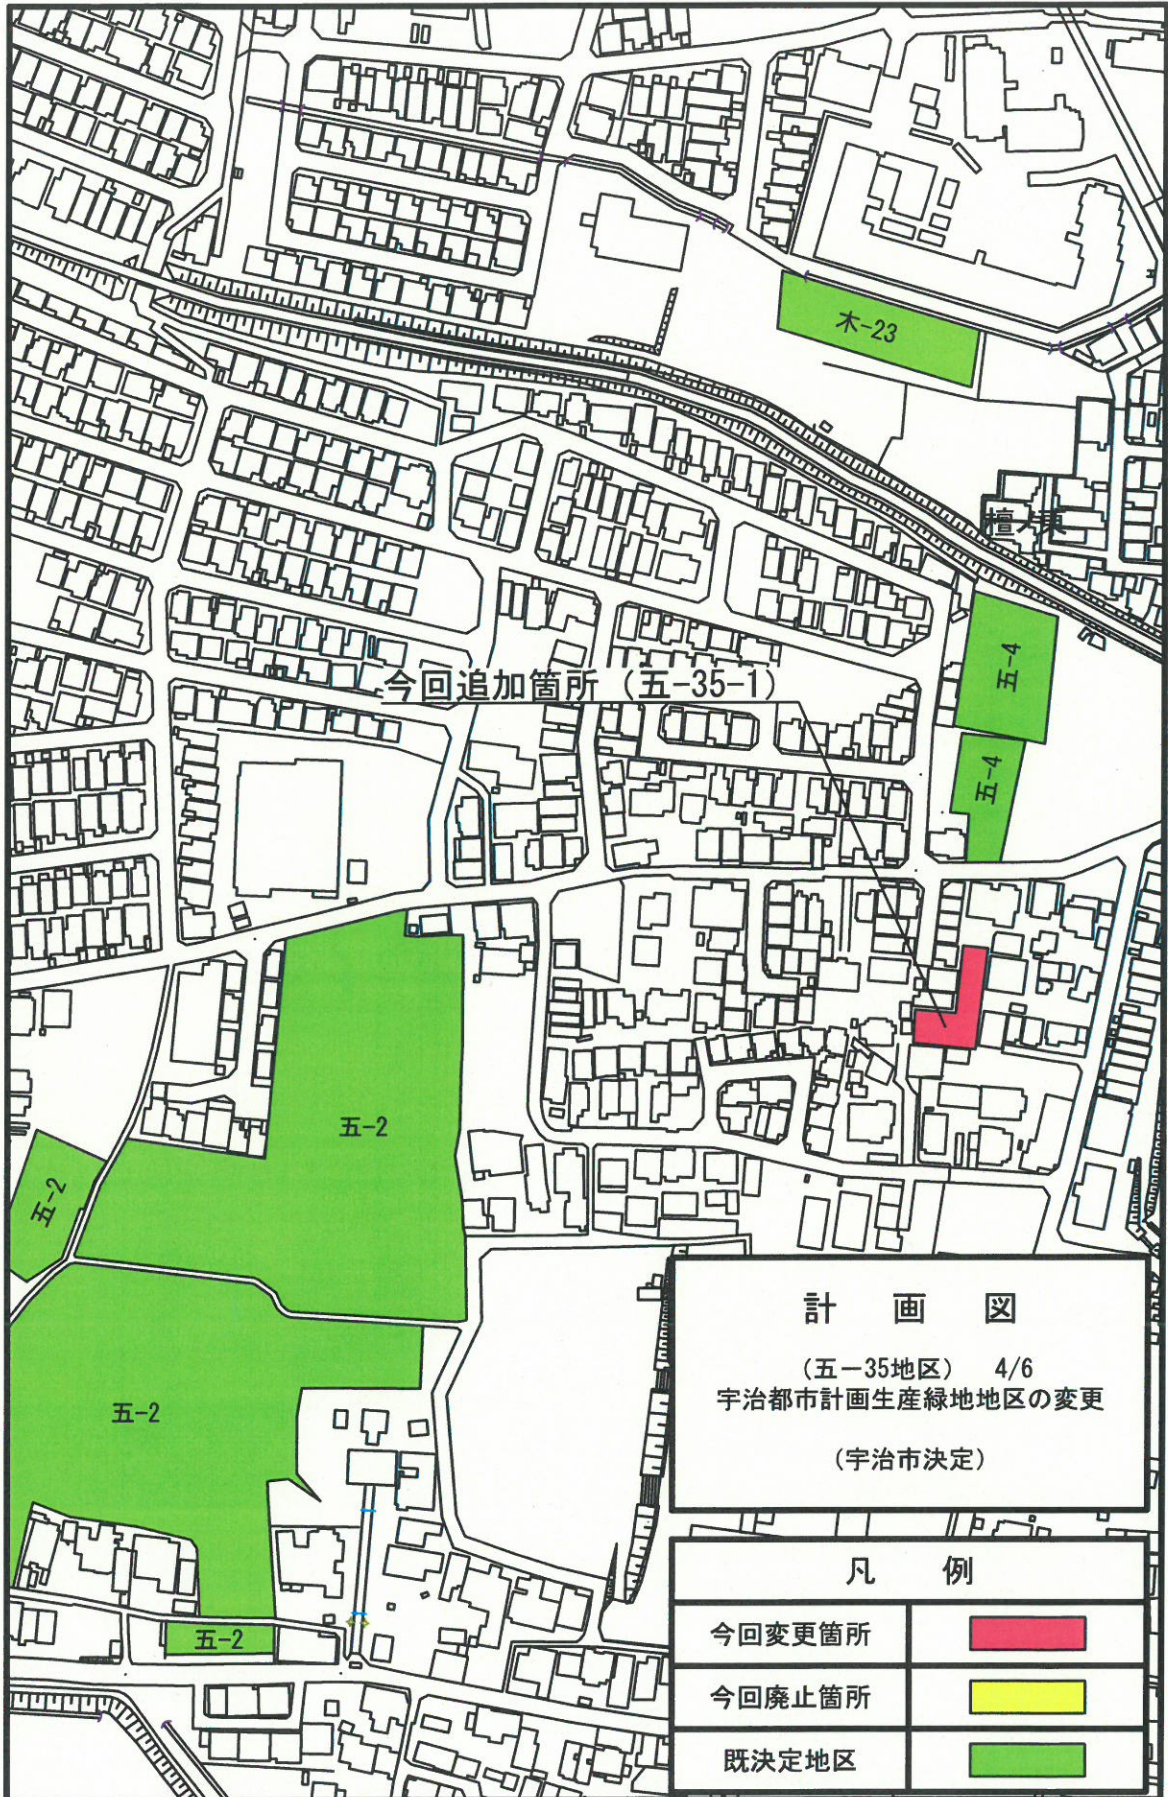 木-23
檀ノ東
五-4
今回追加箇所（五-35-1）
五-4
五-2
五-2
五-2
五-2
計　画　図
（五－35地区）　4/6
宇治都市計画生産緑地地区の変更
（宇治市決定）
凡　例
今回変更箇所
今回廃止箇所
既決定地区